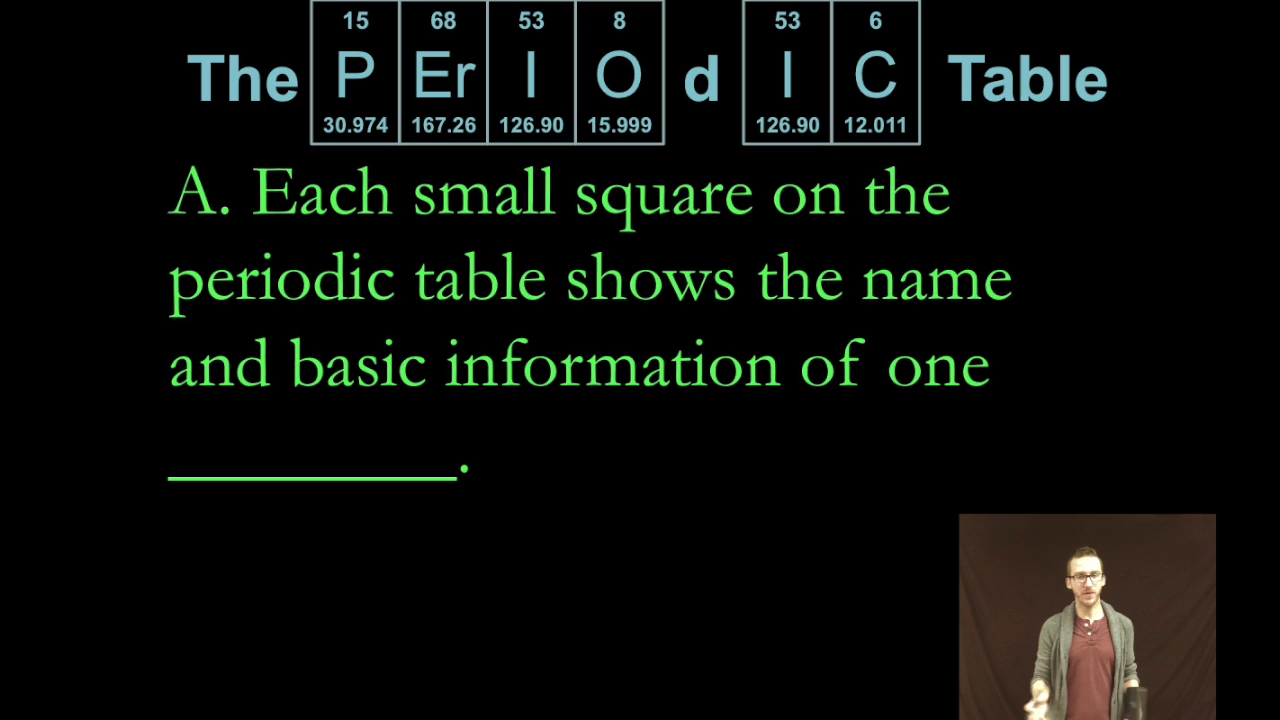 15 68 53 8 53 6
The P Er I O d I C Table
30.974 167.26 126.90 15.999 126.90 12.011
A. Each small square on the
periodic table shows the name
and basic information of one
_________.